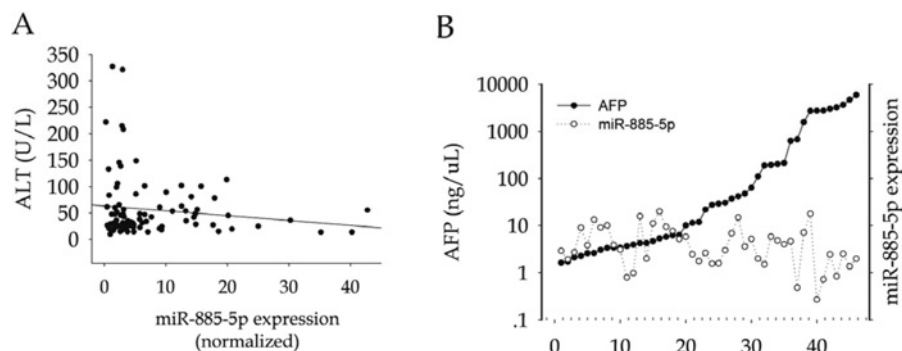 A
350
300
250
200
150
100
50
0
ALT (U/L)
0 10 20 30 40
miR-885-5p expression
(normalized)
B
10000
1000
100
10
1
.1
AFP (ng/uL)
AFP
miR-885-5p
miR-885-5p expression
0 10 20 30 40